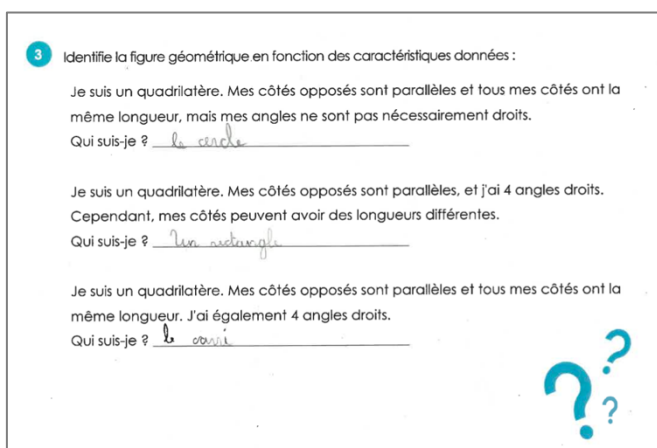 3 Identifie la figure géométrique en fonction des caractéristiques données :
Je suis un quadrilatère. Mes côtés opposés sont parallèles et tous mes côtés ont la
même longueur, mais mes angles ne sont pas nécessairement droits.
Qui suis-je ? le cercle
Je suis un quadrilatère. Mes côtés opposés sont parallèles, et j'ai 4 angles droits.
Cependant, mes côtés peuvent avoir des longueurs différentes.
Qui suis-je ? Un rectangle
Je suis un quadrilatère. Mes côtés opposés sont parallèles et tous mes côtés ont la
même longueur. J'ai également 4 angles droits.
Qui suis-je ? le carré
? ? ?